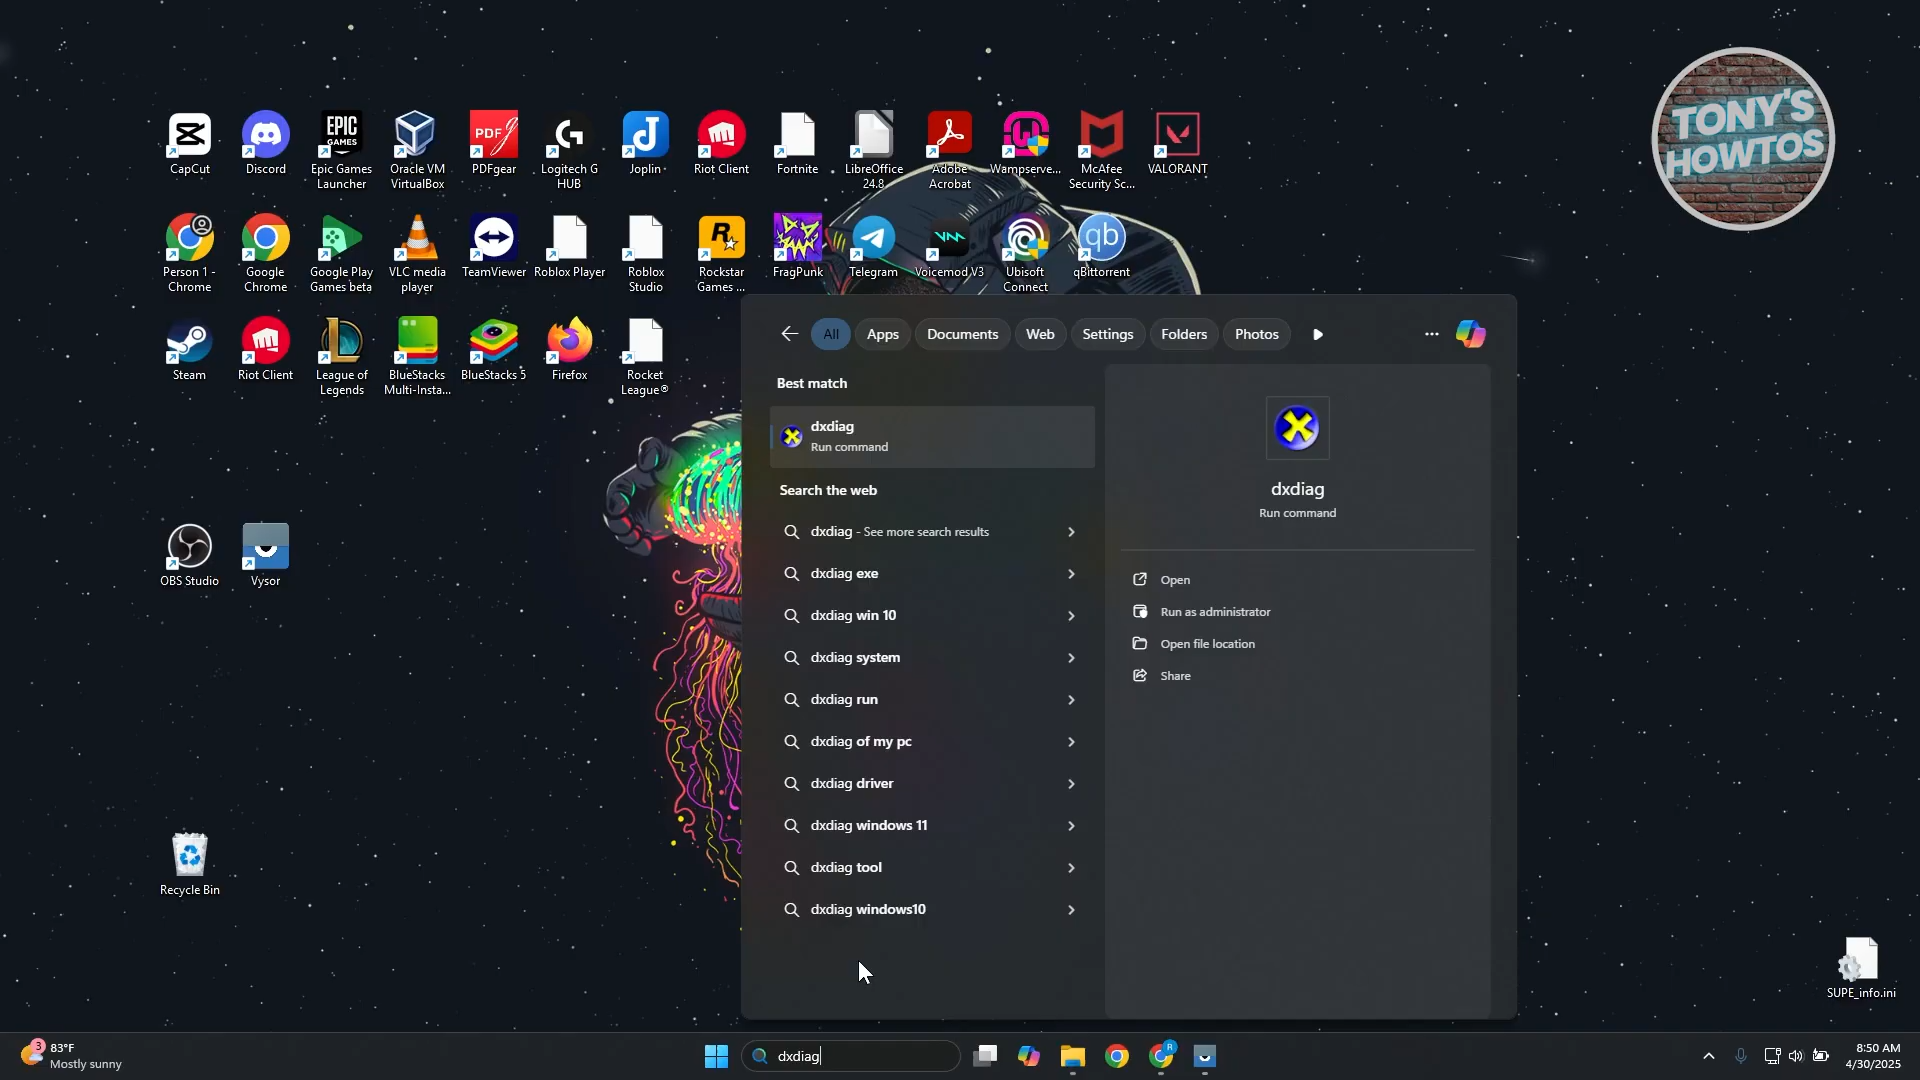 TONY'S
HOWTOS
CapCut
Discord
EPIC
GAMES
Epic Games
Launcher
Oracle VM
VirtualBox
PDF
PDFgear
Logitech G
HUB
Joplin
Riot Client
Fortnite
LibreOffice
24.8
Adobe
Acrobat
Wampserve...
McAfee
Security Sc...
VALORANT
Person 1 -
Chrome
Google
Chrome
Google Play
Games beta
VLC media
player
TeamViewer
Roblox Player
Roblox
Studio
Rockstar
Games ...
FragPunk
Telegram
Voicemod V3
Ubisoft
Connect
qb
qBittorrent
Steam
Riot Client
League of
Legends
BlueStacks
Multi-Insta...
BlueStacks 5
Firefox
Rocket
League®
OBS Studio
Vysor
Recycle Bin
SUPE_info.ini
All
Apps
Documents
Web
Settings
Folders
Photos
Best match
dxdiag
Run command
Search the web
dxdiag - See more search results
dxdiag exe
dxdiag win 10
dxdiag system
dxdiag run
dxdiag of my pc
dxdiag driver
dxdiag windows 11
dxdiag tool
dxdiag windows10
dxdiag
Run command
Open
Run as administrator
Open file location
Share
3
83°F
Mostly sunny
dxdiag
R
8:50 AM
4/30/2025